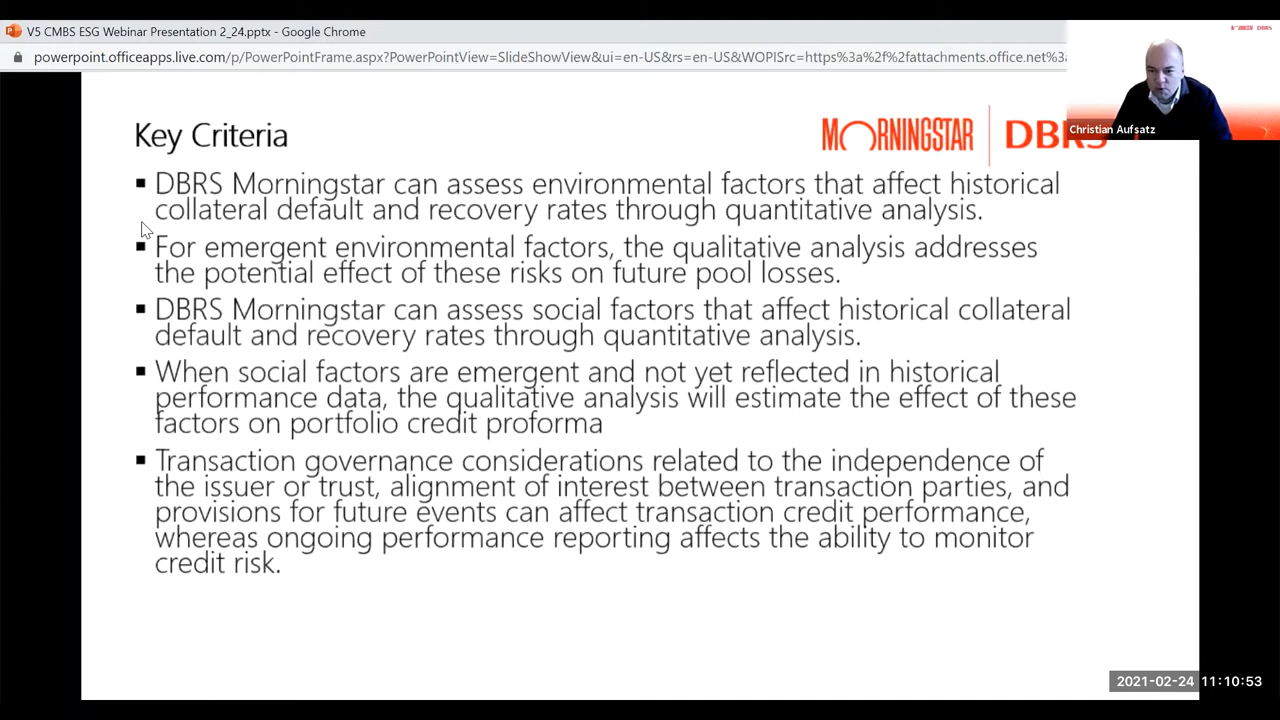 V5 CMBS ESG Webinar Presentation 2_24.pptx - Google Chrome
powerpoint.officeapps.live.com/p/PowerPointFrame.aspx?PowerPointView=SlideShowView&ui=en-US&rs=en-US&WOPISrc=https%3a%2f%2fattachments.office.net%3
Christian Aufsatz
Key Criteria
MORNINGSTAR DBRS
▪ DBRS Morningstar can assess environmental factors that affect historical
collateral default and recovery rates through quantitative analysis.
▪ For emergent environmental factors, the qualitative analysis addresses
the potential effect of these risks on future pool losses.
▪ DBRS Morningstar can assess social factors that affect historical collateral
default and recovery rates through quantitative analysis.
▪ When social factors are emergent and not yet reflected in historical
performance data, the qualitative analysis will estimate the effect of these
factors on portfolio credit proforma
▪ Transaction governance considerations related to the independence of
the issuer or trust, alignment of interest between transaction parties, and
provisions for future events can affect transaction credit performance,
whereas ongoing performance reporting affects the ability to monitor
credit risk.
2021-02-24 11:10:53